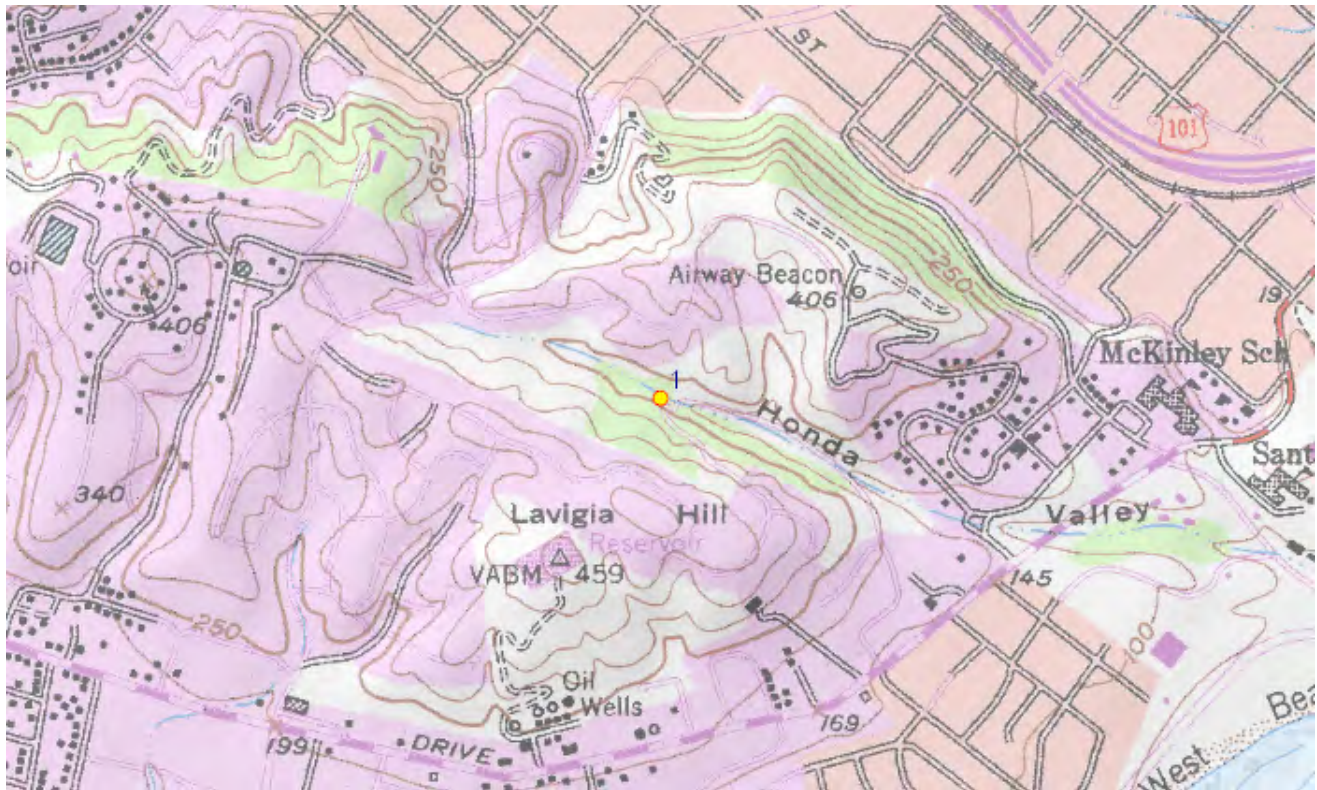 ST
101
250
Airway Beacon
406
250
19
oir
406
McKinley Sch
1
Honda
Sant
340
Lavigia Hill
Reservoir
VABM 459
Valley
145
250
100
Oil
Wells
199
DRIVE
169
Bea
West